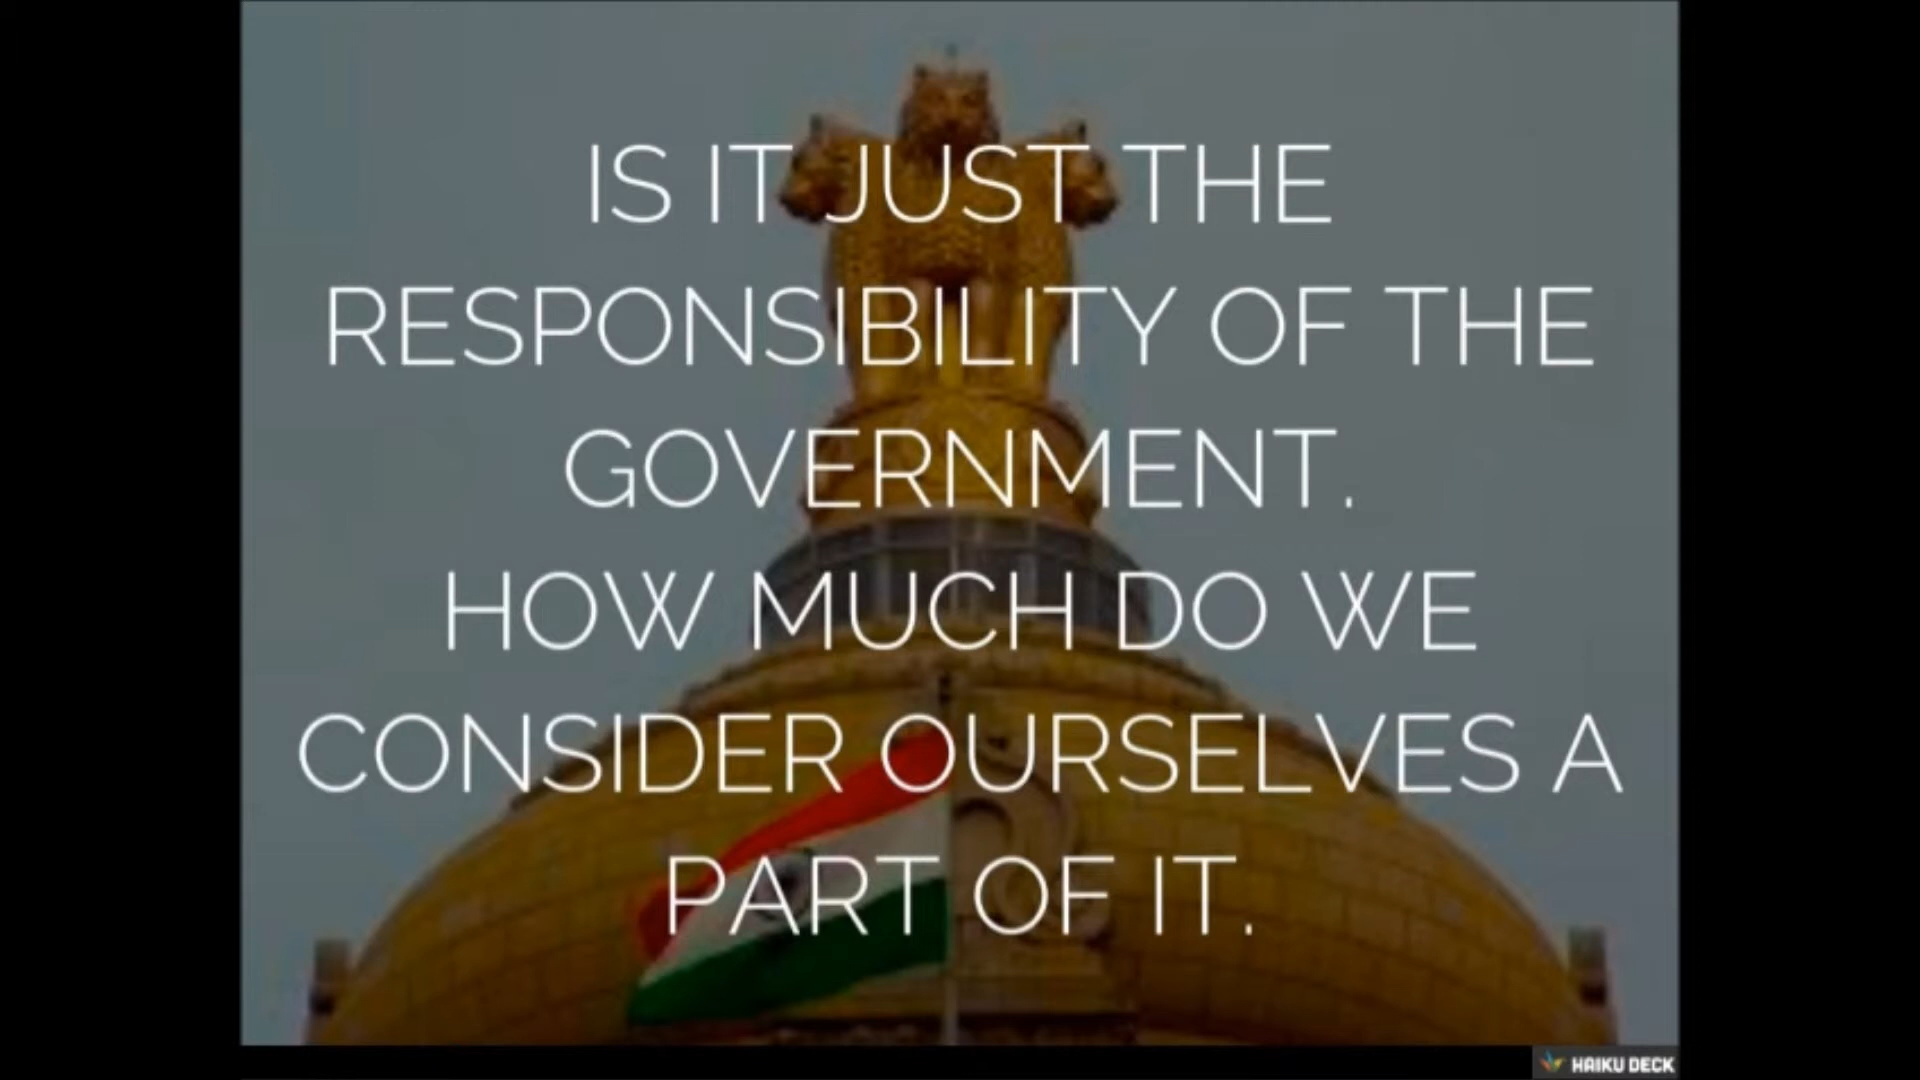 IS IT JUST THE
RESPONSIBILITY OF THE
GOVERNMENT.
HOW MUCH DO WE
CONSIDER OURSELVES A
PART OF IT.
HAIKU DECK